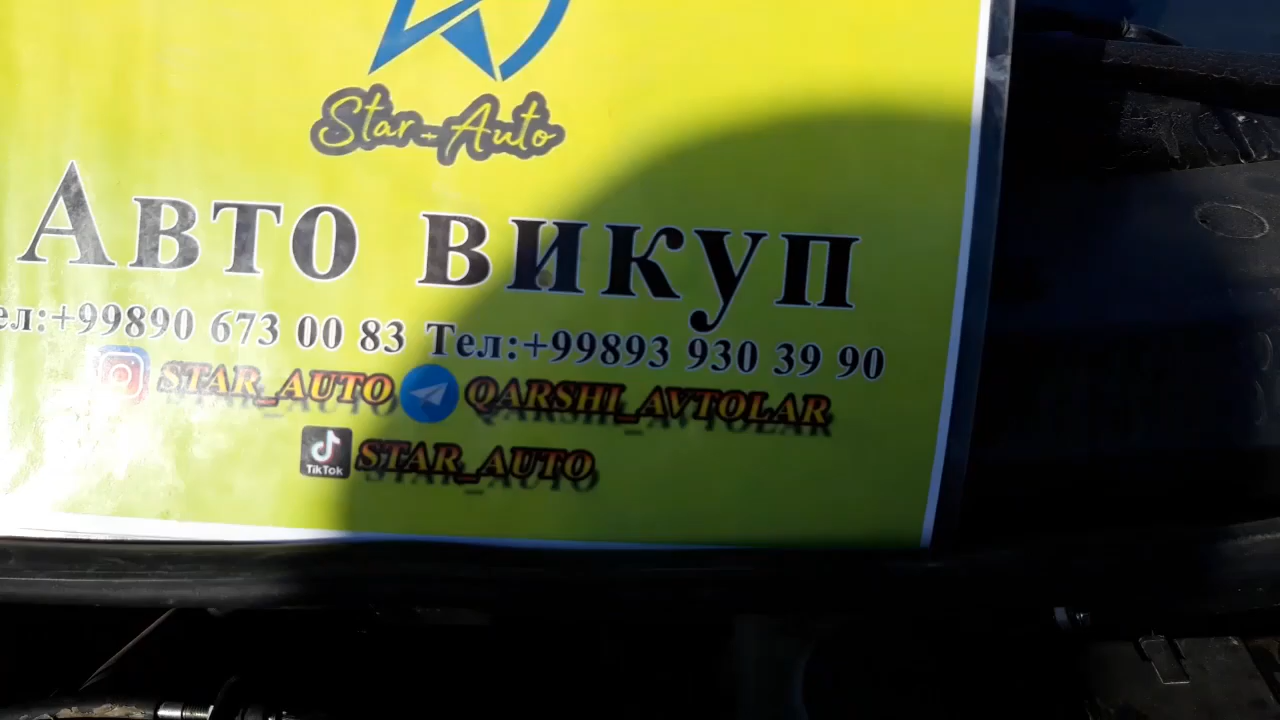 Star-Auto
Авто викуп
ел:+99890 673 00 83 Тел:+99893 930 39 90
STAR_AUTO QARSHI_AVTOLAR
TikTok STAR_AUTO